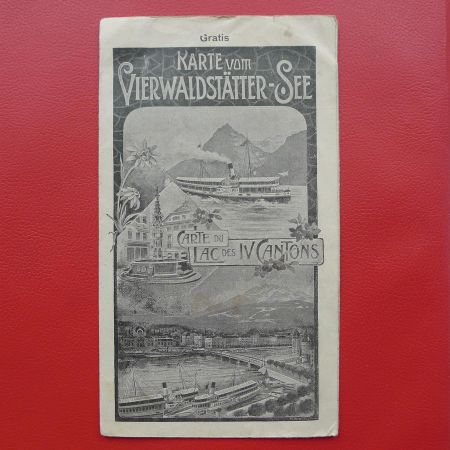 Gratis
KARTE VOM
VIERWALDSTÄTTER-SEE
CARTE DU
LAC DES IV CANTONS